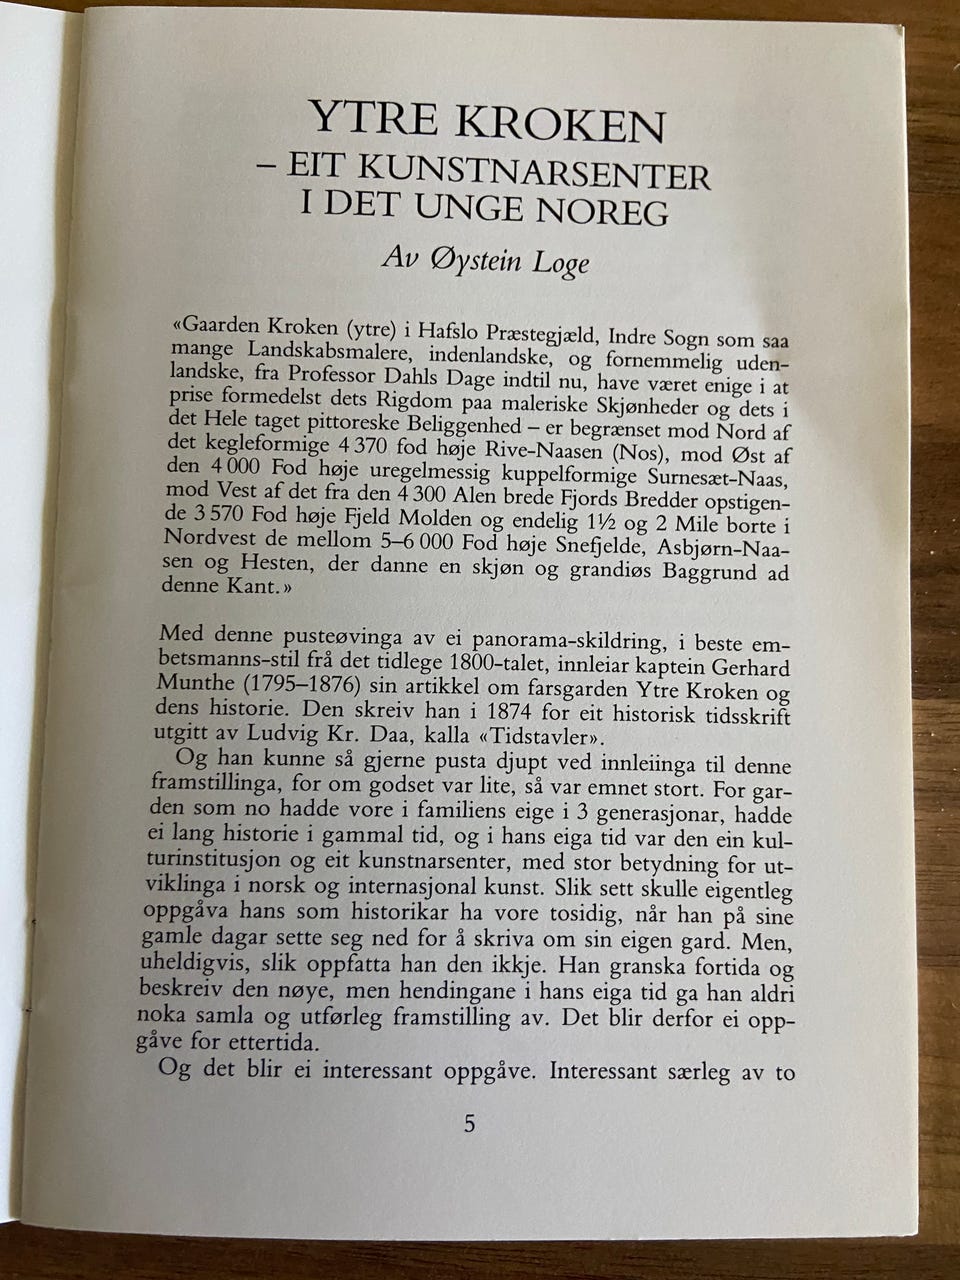 YTRE KROKEN
– EIT KUNSTNARSENTER
I DET UNGE NOREG
Av Øystein Loge
«Gaarden Kroken (ytre) i Hafslo Præstegjæld, Indre Sogn som saa
mange Landskabsmalere, indenlandske, og fornemmelig uden-
landske, fra Professor Dahls Dage indtil nu, have været enige i at
prise formedelst dets Rigdom paa maleriske Skjønheder og dets i
det Hele taget pittoreske Beliggenhed – er begrænset mod Nord af
det kegleformige 4 370 fod høje Rive-Naasen (Nos), mod Øst af
den 4 000 Fod høje uregelmessig kuppelformige Surnesæt-Naas,
mod Vest af det fra den 4 300 Alen brede Fjords Bredder opstigen-
de 3 570 Fod høje Fjeld Molden og endelig 1½ og 2 Mile borte i
Nordvest de mellom 5–6 000 Fod høje Snefjelde, Asbjørn-Naa-
sen og Hesten, der danne en skjøn og grandiøs Baggrund ad
denne Kant.»
Med denne pusteøvinga av ei panorama-skildring, i beste em-
betsmanns-stil frå det tidlege 1800-talet, innleiar kaptein Gerhard
Munthe (1795–1876) sin artikkel om farsgarden Ytre Kroken og
dens historie. Den skreiv han i 1874 for eit historisk tidsskrift
utgitt av Ludvig Kr. Daa, kalla «Tidstavler».
Og han kunne så gjerne pusta djupt ved innleiinga til denne
framstillinga, for om godset var lite, så var emnet stort. For gar-
den som no hadde vore i familiens eige i 3 generasjonar, hadde
ei lang historie i gammal tid, og i hans eiga tid var den ein kul-
turinstitusjon og eit kunstnarsenter, med stor betydning for ut-
viklinga i norsk og internasjonal kunst. Slik sett skulle eigentleg
oppgåva hans som historikar ha vore tosidig, når han på sine
gamle dagar sette seg ned for å skriva om sin eigen gard. Men,
uheldigvis, slik oppfatta han den ikkje. Han granska fortida og
beskreiv den nøye, men hendingane i hans eiga tid ga han aldri
noka samla og utførleg framstilling av. Det blir derfor ei opp-
gåve for ettertida.
Og det blir ei interessant oppgåve. Interessant særleg av to
5